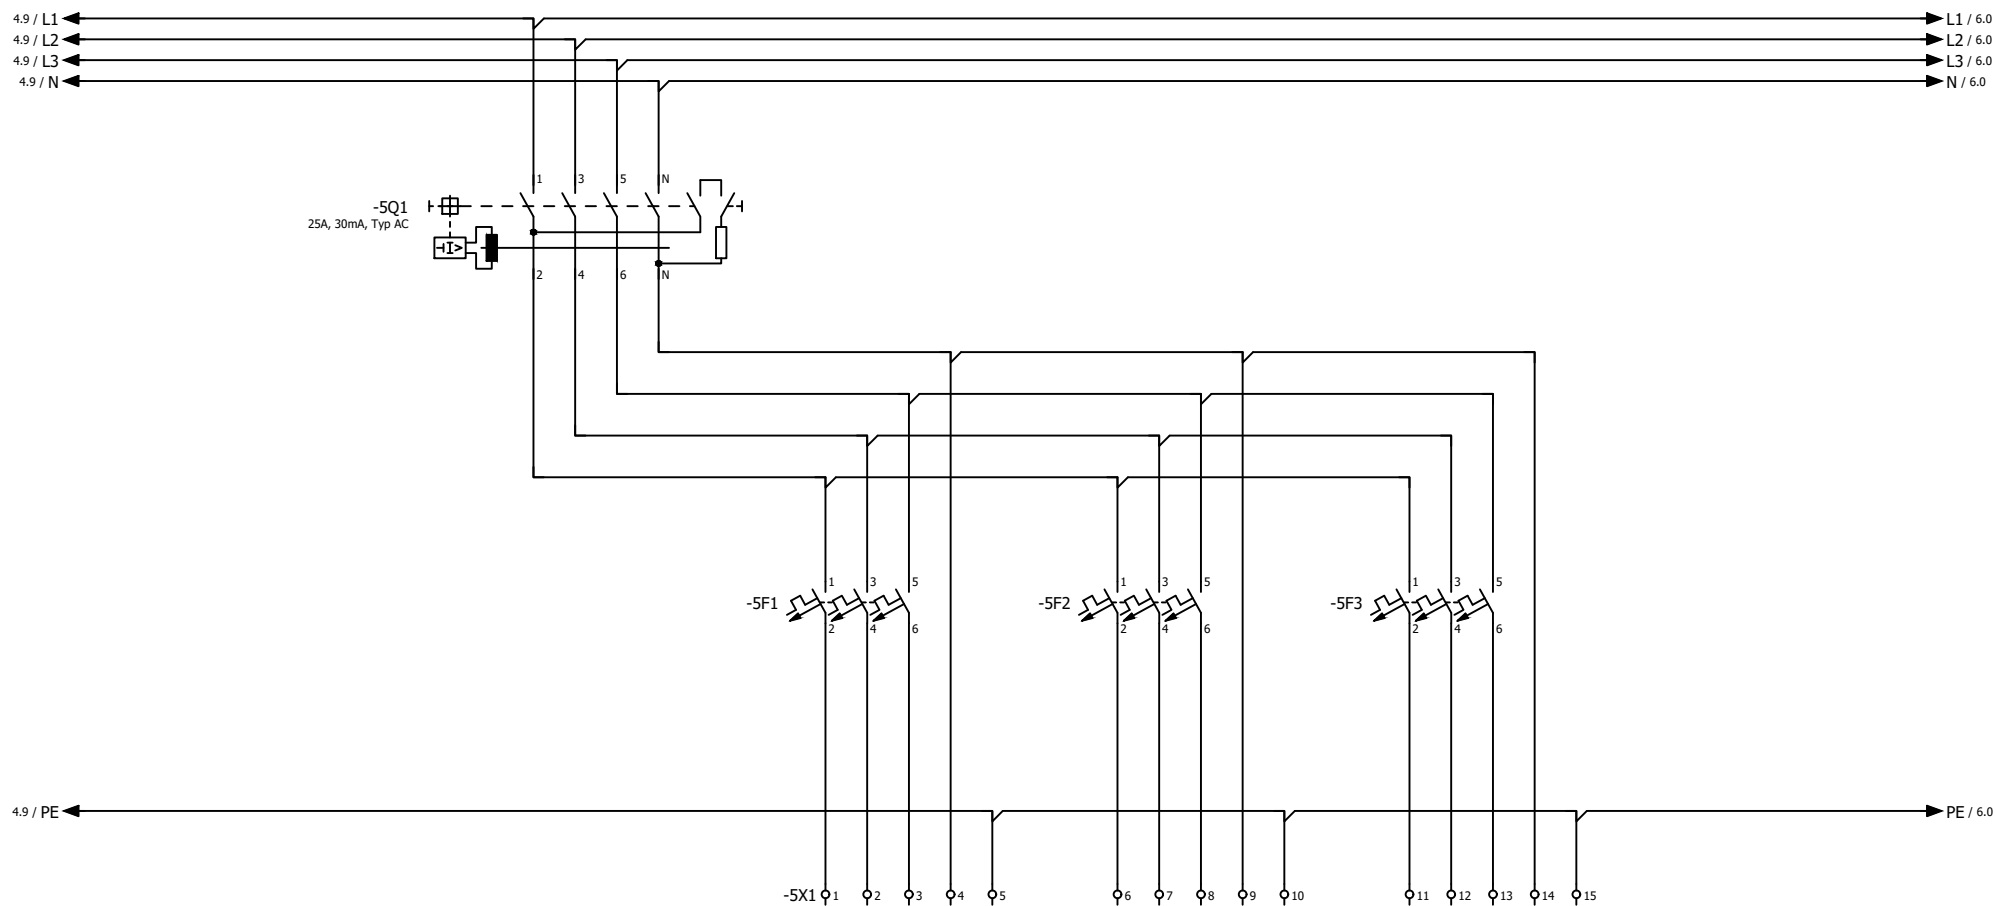 4.9 / L1
L1 / 6.0
4.9 / L2
L2 / 6.0
4.9 / L3
L3 / 6.0
4.9 / N
N / 6.0
1 3 5 N
-5Q1
25A, 30mA, Typ AC
I>
2 4 6 N
1 3 5 1 3 5 1 3 5
-5F1 -5F2 -5F3
2 4 6 2 4 6 2 4 6
4.9 / PE
PE / 6.0
-5X1 1 2 3 4 5 6 7 8 9 10 11 12 13 14 15